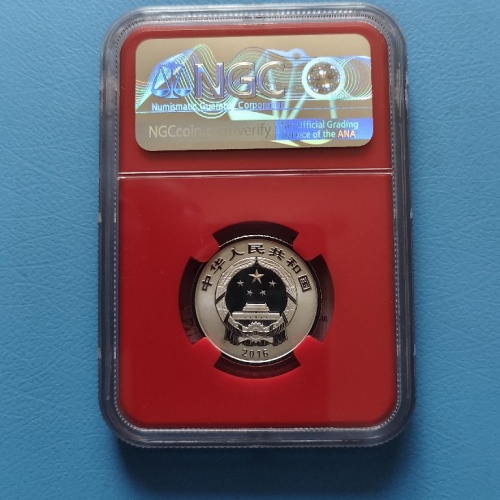 NGC
Numismatic Guaranty Corporation
NGCcoin.com/verify
Official Grading
Service of the ANA
中华人民共和国
2016